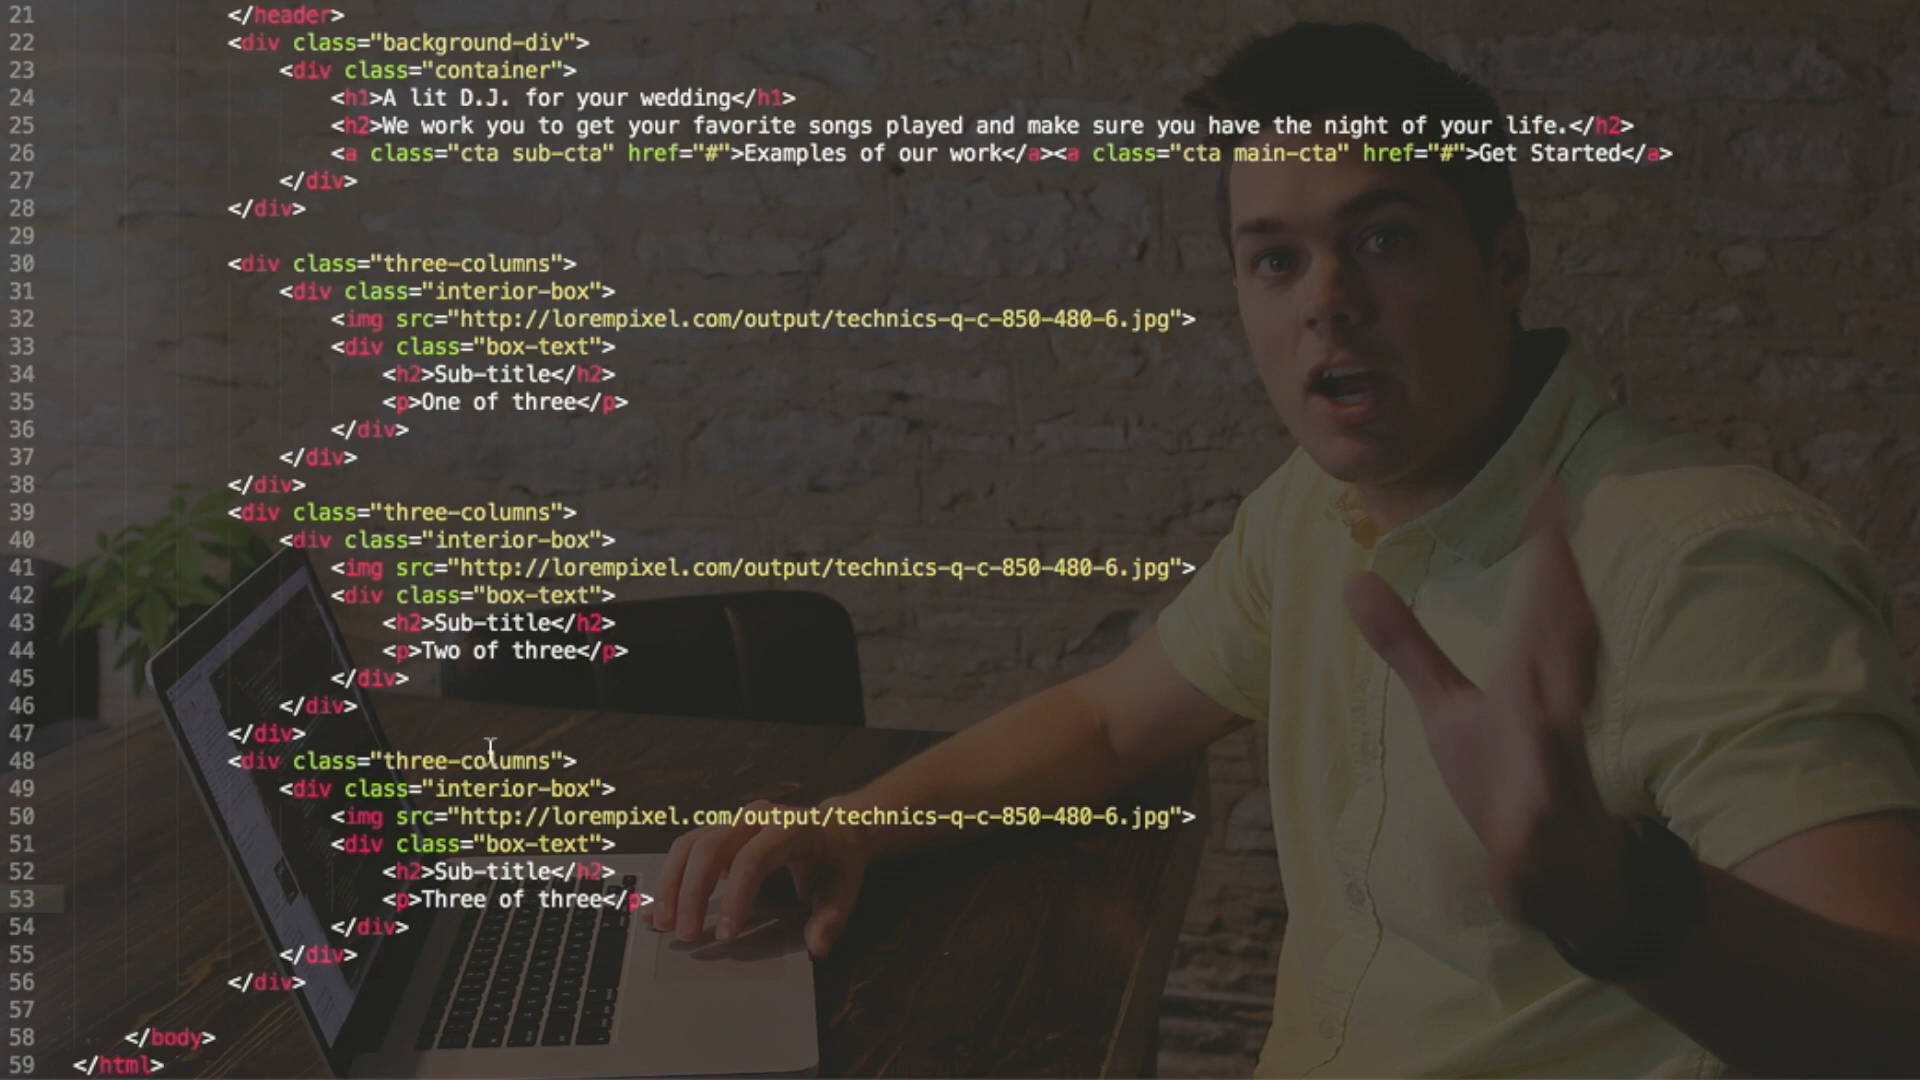 21 </header>
22 <div class="background-div">
23 <div class="container">
24 <h1>A lit D.J. for your wedding</h1>
25 <h2>We work you to get your favorite songs played and make sure you have the night of your life.</h2>
26 <a class="cta sub-cta" href="#">Examples of our work</a><a class="cta main-cta" href="#">Get Started</a>
27 </div>
28 </div>
29
30 <div class="three-columns">
31 <div class="interior-box">
32 <img src="http://lorempixel.com/output/technics-q-c-850-480-6.jpg">
33 <div class="box-text">
34 <h2>Sub-title</h2>
35 <p>One of three</p>
36 </div>
37 </div>
38 </div>
39 <div class="three-columns">
40 <div class="interior-box">
41 <img src="http://lorempixel.com/output/technics-q-c-850-480-6.jpg">
42 <div class="box-text">
43 <h2>Sub-title</h2>
44 <p>Two of three</p>
45 </div>
46 </div>
47 </div>
48 <div class="three-columns">
49 <div class="interior-box">
50 <img src="http://lorempixel.com/output/technics-q-c-850-480-6.jpg">
51 <div class="box-text">
52 <h2>Sub-title</h2>
53 <p>Three of three</p>
54 </div>
55 </div>
56 </div>
57
58 </body>
59 </html>